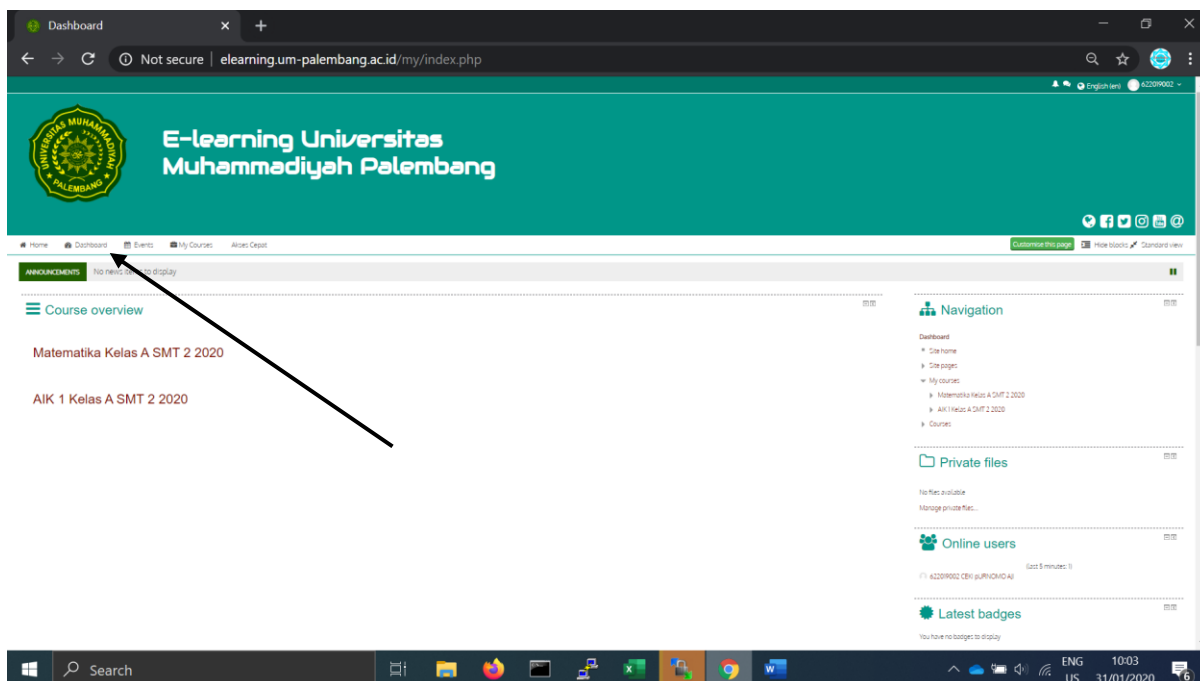 Dashboard
Not secure | elearning.um-palembang.ac.id/my/index.php
English (en) 622019002
UNIVERSITAS MUHAMMADIYAH
PALEMBANG
E-learning Universitas
Muhammadiyah Palembang
Home Dashboard Events My Courses Akses Cepat Customise this page Hide blocks Standard view
ANNOUNCEMENTS No news items to display
Course overview
Matematika Kelas A SMT 2 2020
AIK 1 Kelas A SMT 2 2020
Navigation
Dashboard
Site home
Site pages
My courses
Matematika Kelas A SMT 2 2020
AIK 1 Kelas A SMT 2 2020
Courses
Private files
No files available
Manage private files...
Online users
(Last 5 minutes: 1)
622019002 CEKI pURNOMO AJI
Latest badges
You have no badges to display
Search
ENG 10:03
US 31/01/2020 6